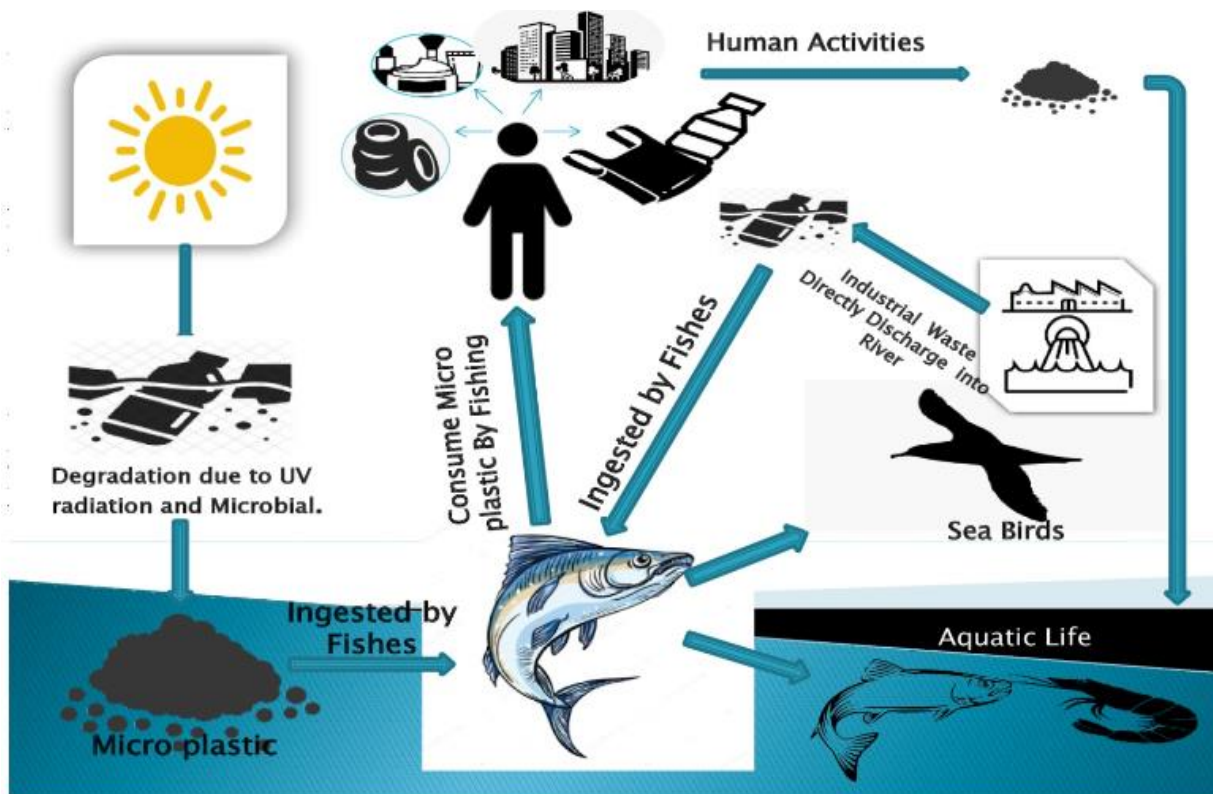 Human Activities
Industrial Waste
Directly Discharge into
River
Ingested by Fishes
Consume Micro
plastic By Fishing
Degradation due to UV
radiation and Microbial.
Sea Birds
Ingested by
Fishes
Aquatic Life
Micro plastic